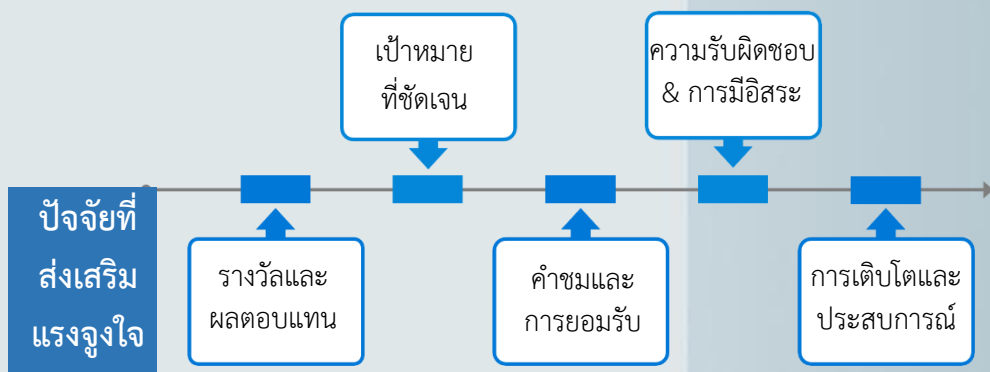 เป้าหมาย
ที่ชัดเจน
ความรับผิดชอบ
& การมีอิสระ
ปัจจัยที่
ส่งเสริม
แรงจูงใจ
รางวัลและ
ผลตอบแทน
คำชมและ
การยอมรับ
การเติบโตและ
ประสบการณ์